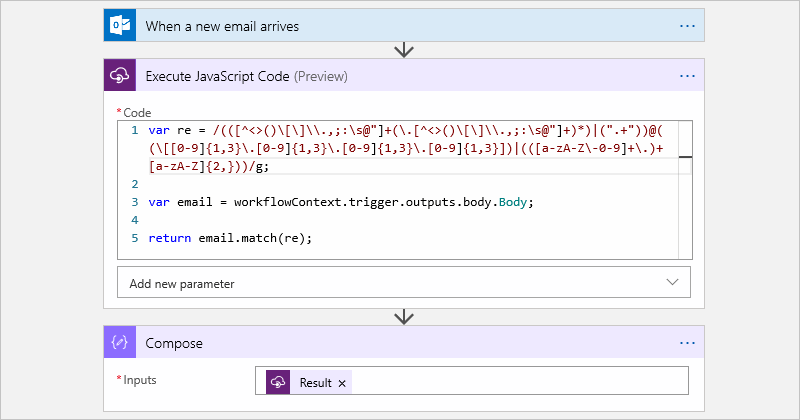 When a new email arrives
...
Execute JavaScript Code (Preview)
...
*Code
1 var re = /(([^<>()\[\]\\.,;:\s@"]+(\.[^<>()\[\]\\.,;:\s@"]+)*)|(".+"))@(
(\[[0-9]{1,3}\.[0-9]{1,3}\.[0-9]{1,3}\.[0-9]{1,3}])|(([a-zA-Z\-0-9]+\.)+
[a-zA-Z]{2,}))/g;
2
3 var email = workflowContext.trigger.outputs.body.Body;
4
5 return email.match(re);
Add new parameter
Compose
...
*Inputs
Result ×